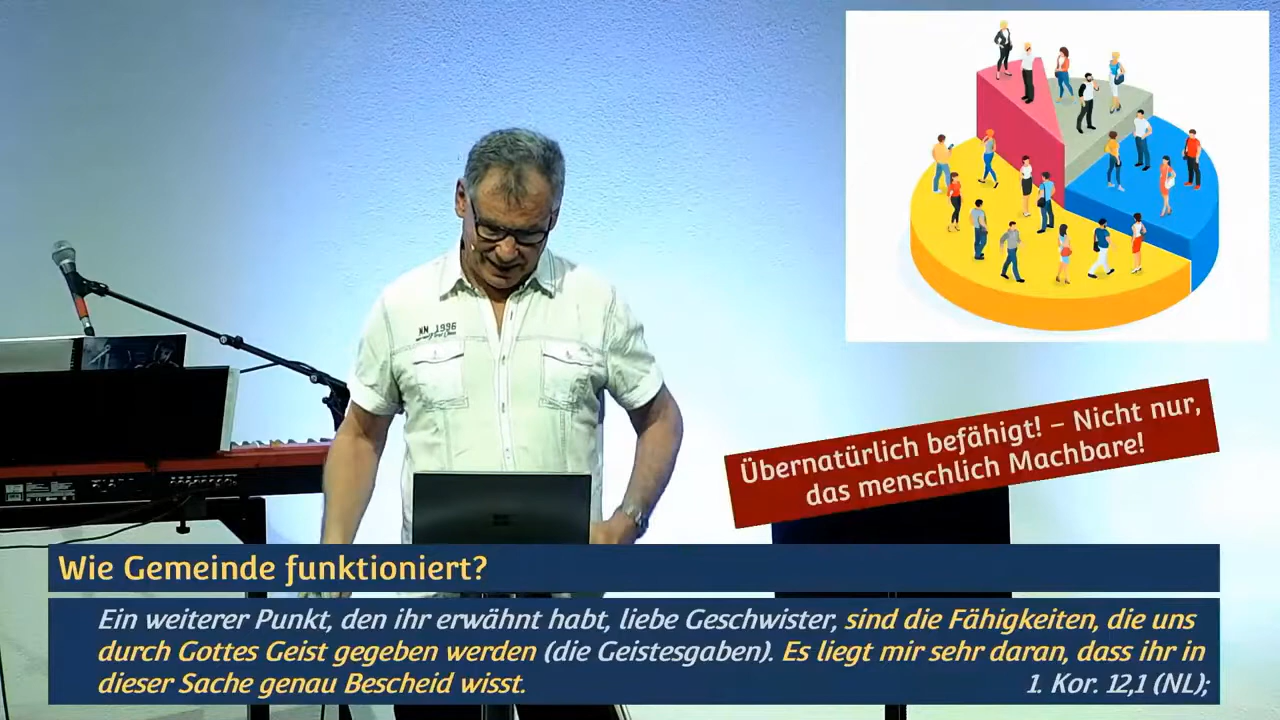 NN_1996
Übernatürlich befähigt! – Nicht nur,
das menschlich Machbare!
Wie Gemeinde funktioniert?
Ein weiterer Punkt, den ihr erwähnt habt, liebe Geschwister, sind die Fähigkeiten, die uns
durch Gottes Geist gegeben werden (die Geistesgaben). Es liegt mir sehr daran, dass ihr in
dieser Sache genau Bescheid wisst. 1. Kor. 12,1 (NL);